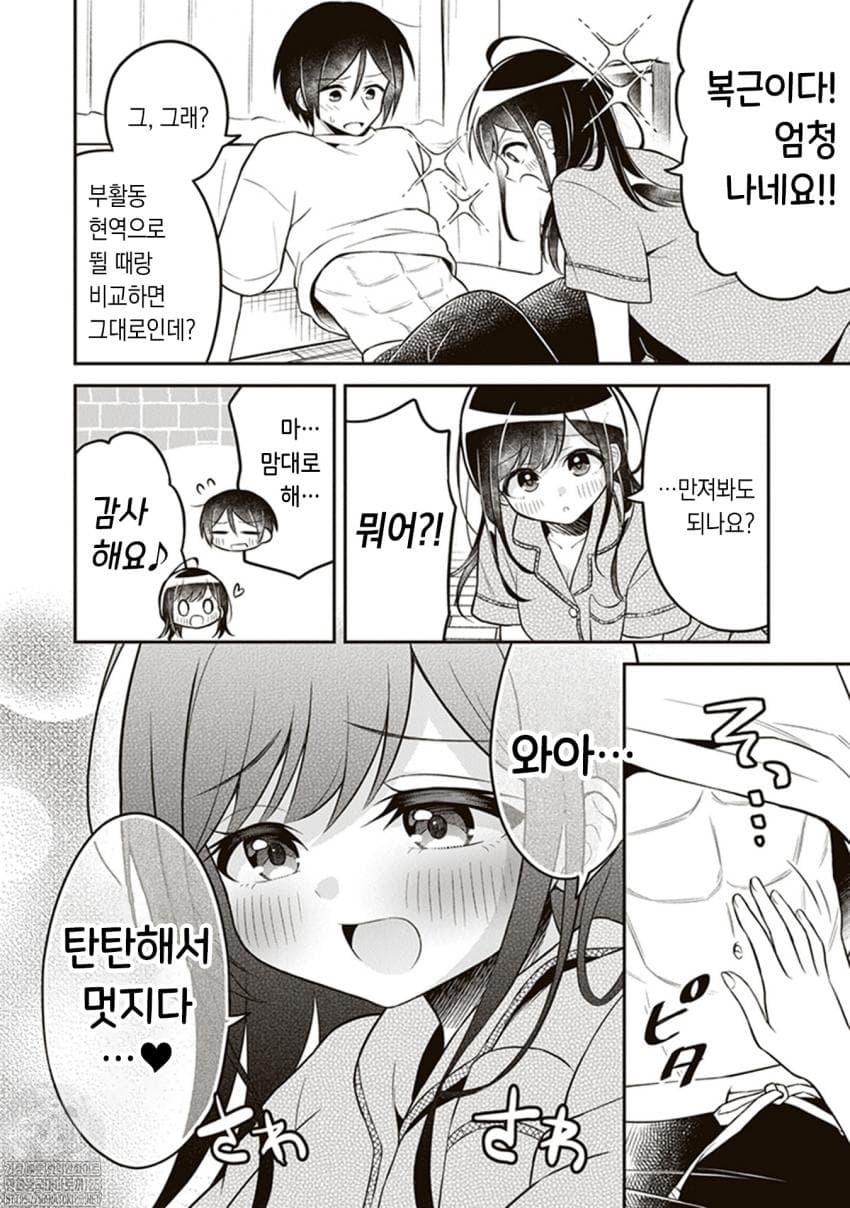 복근이다!
엄청
나네요!!
그, 그래?
부활동
현역으로
뛸 때랑
비교하면
그대로인데?
…만져봐도
되나요?
뭐어?!
마…
맘대로
해…
감사
해요♪
そっ…
ピタ
와아…
탄탄해서
멋지다
…♥
さわ
さわ